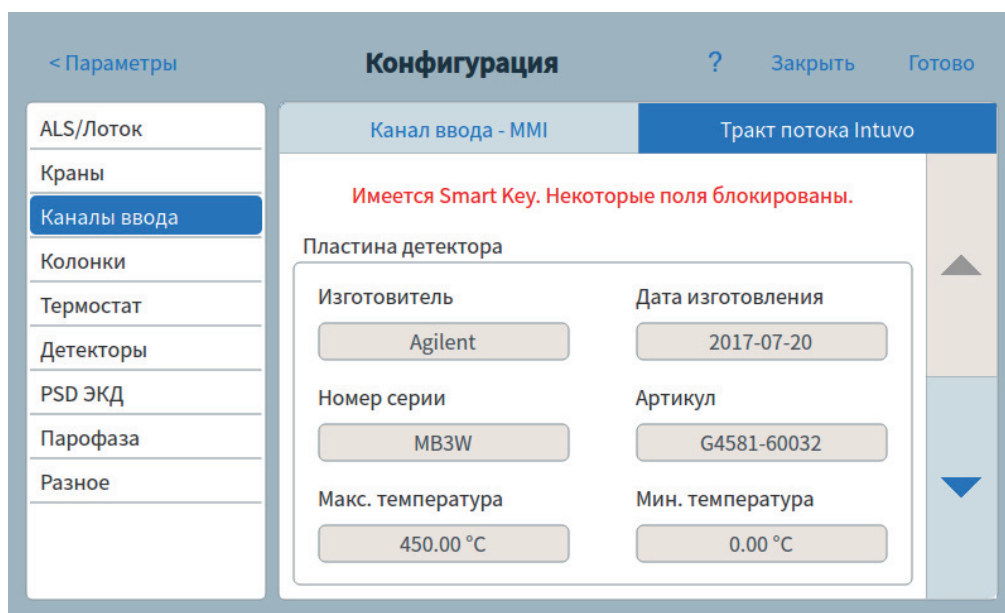 < Параметры
Конфигурация
?
Закрыть
Готово
ALS/Лоток
Краны
Каналы ввода
Колонки
Термостат
Детекторы
PSD ЭКД
Парофаза
Разное
Канал ввода - MMI
Тракт потока Intuvo
Имеется Smart Key. Некоторые поля блокированы.
Пластина детектора
Изготовитель
Дата изготовления
Agilent
2017-07-20
Номер серии
Артикул
MB3W
G4581-60032
Макс. температура
Мин. температура
450.00 °C
0.00 °C